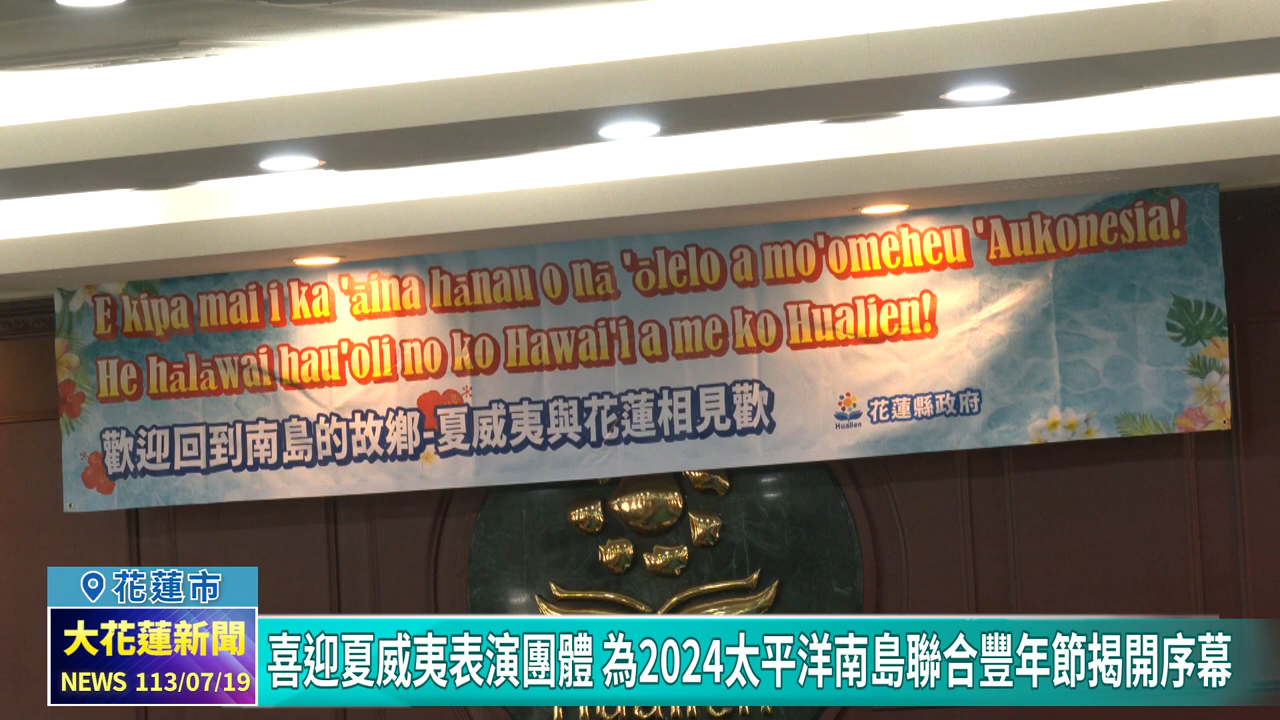 E kipa mai i ka 'āina hānau o nā 'ōlelo a mo'omeheu 'Aukonesia!
He hālāwai hau'oli no ko Hawai'i a me ko Hualien!
歡迎回到南島的故鄉-夏威夷與花蓮相見歡
Hualien
花蓮縣政府
花蓮市
大花蓮新聞
NEWS 113/07/19
喜迎夏威夷表演團體 為2024太平洋南島聯合豐年節揭開序幕